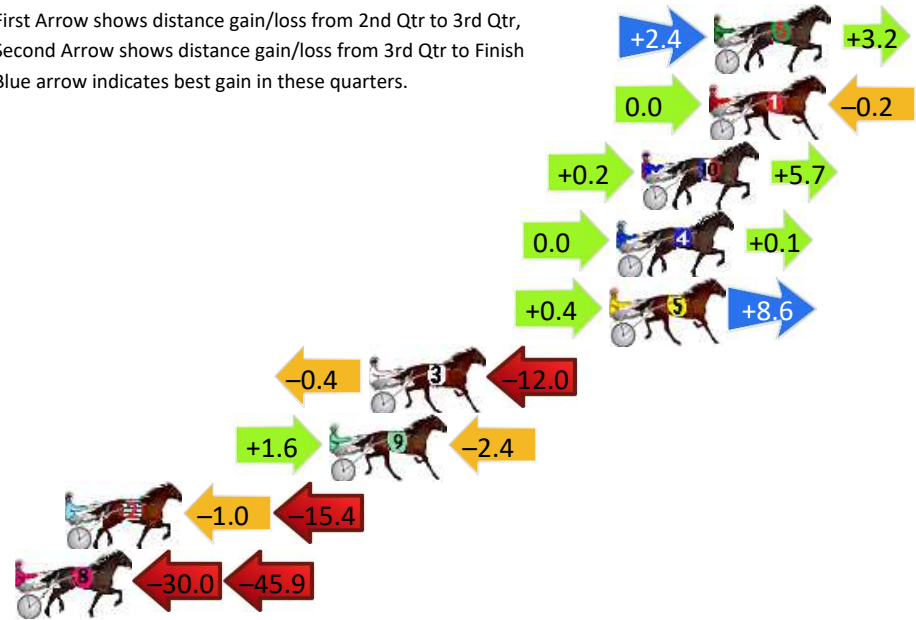 First Arrow shows distance gain/loss from 2nd Qtr to 3rd Qtr,
Second Arrow shows distance gain/loss from 3rd Qtr to Finish
Blue arrow indicates best gain in these quarters.
+2.4 6 +3.2
0.0 1 −0.2
+0.2 10 +5.7
0.0 4 +0.1
+0.4 5 +8.6
−0.4 3 −12.0
+1.6 9 −2.4
2 −1.0 −15.4
8 −30.0 −45.9